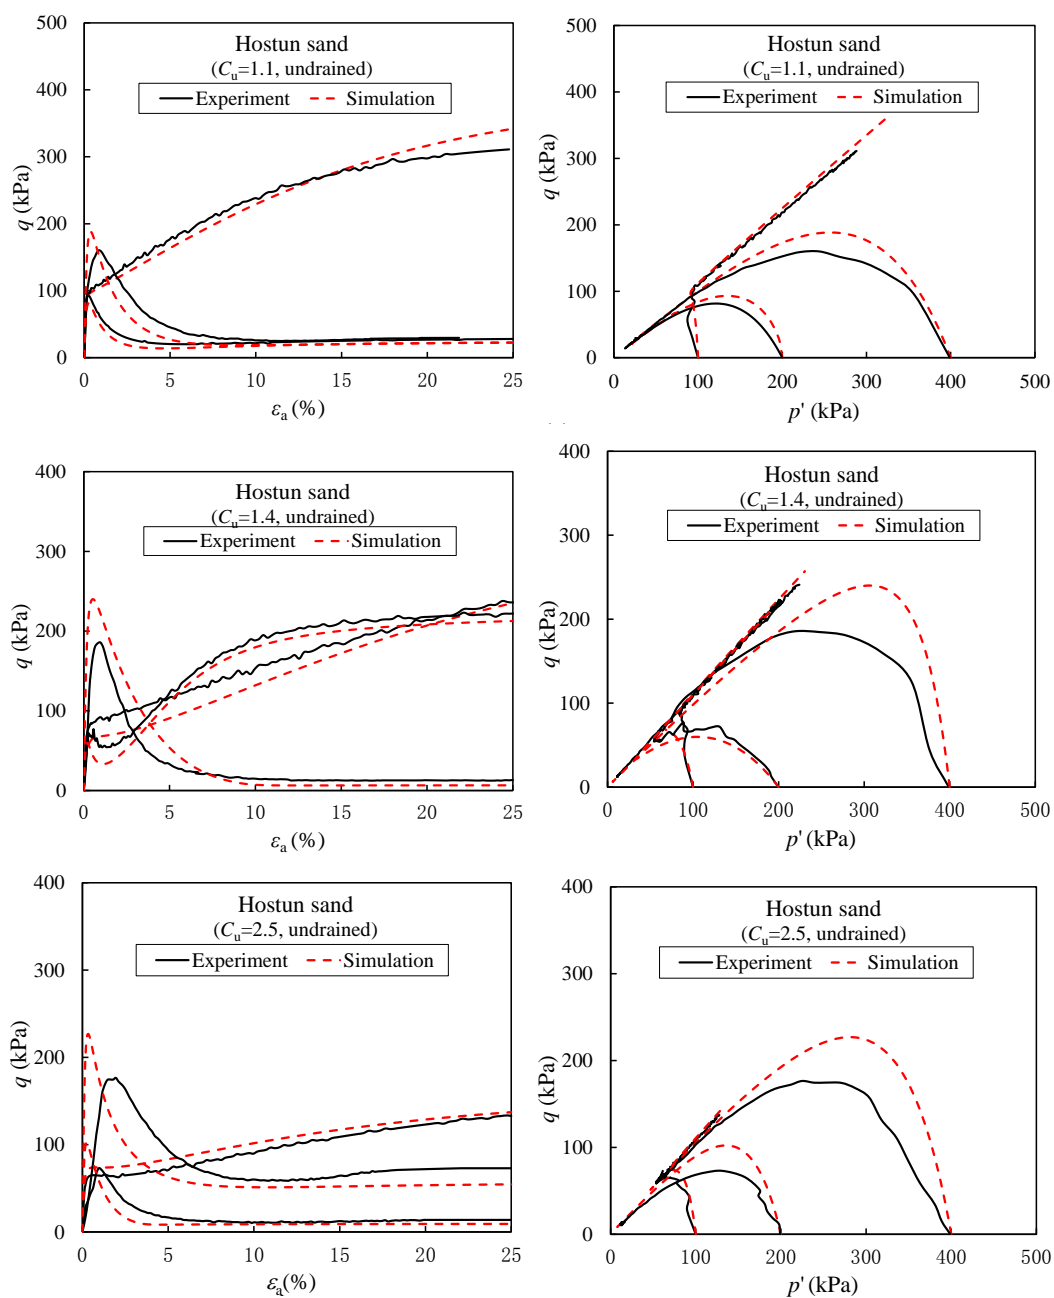 500
400
300
200
100
0
q (kPa)
Hostun sand
(Cu=1.1, undrained)
Experiment Simulation
0 5 10 15 20 25
εa (%)
500
400
300
200
100
0
q (kPa)
Hostun sand
(Cu=1.1, undrained)
Experiment Simulation
0 100 200 300 400 500
p' (kPa)
400
300
200
100
0
q (kPa)
Hostun sand
(Cu=1.4, undrained)
Experiment Simulation
0 5 10 15 20 25
εa (%)
400
300
200
100
0
q (kPa)
Hostun sand
(Cu=1.4, undrained)
Experiment Simulation
0 100 200 300 400 500
p' (kPa)
400
300
200
100
0
q (kPa)
Hostun sand
(Cu=2.5, undrained)
Experiment Simulation
0 5 10 15 20 25
εa(%)
400
300
200
100
0
q (kPa)
Hostun sand
(Cu=2.5, undrained)
Experiment Simulation
0 100 200 300 400 500
p' (kPa)